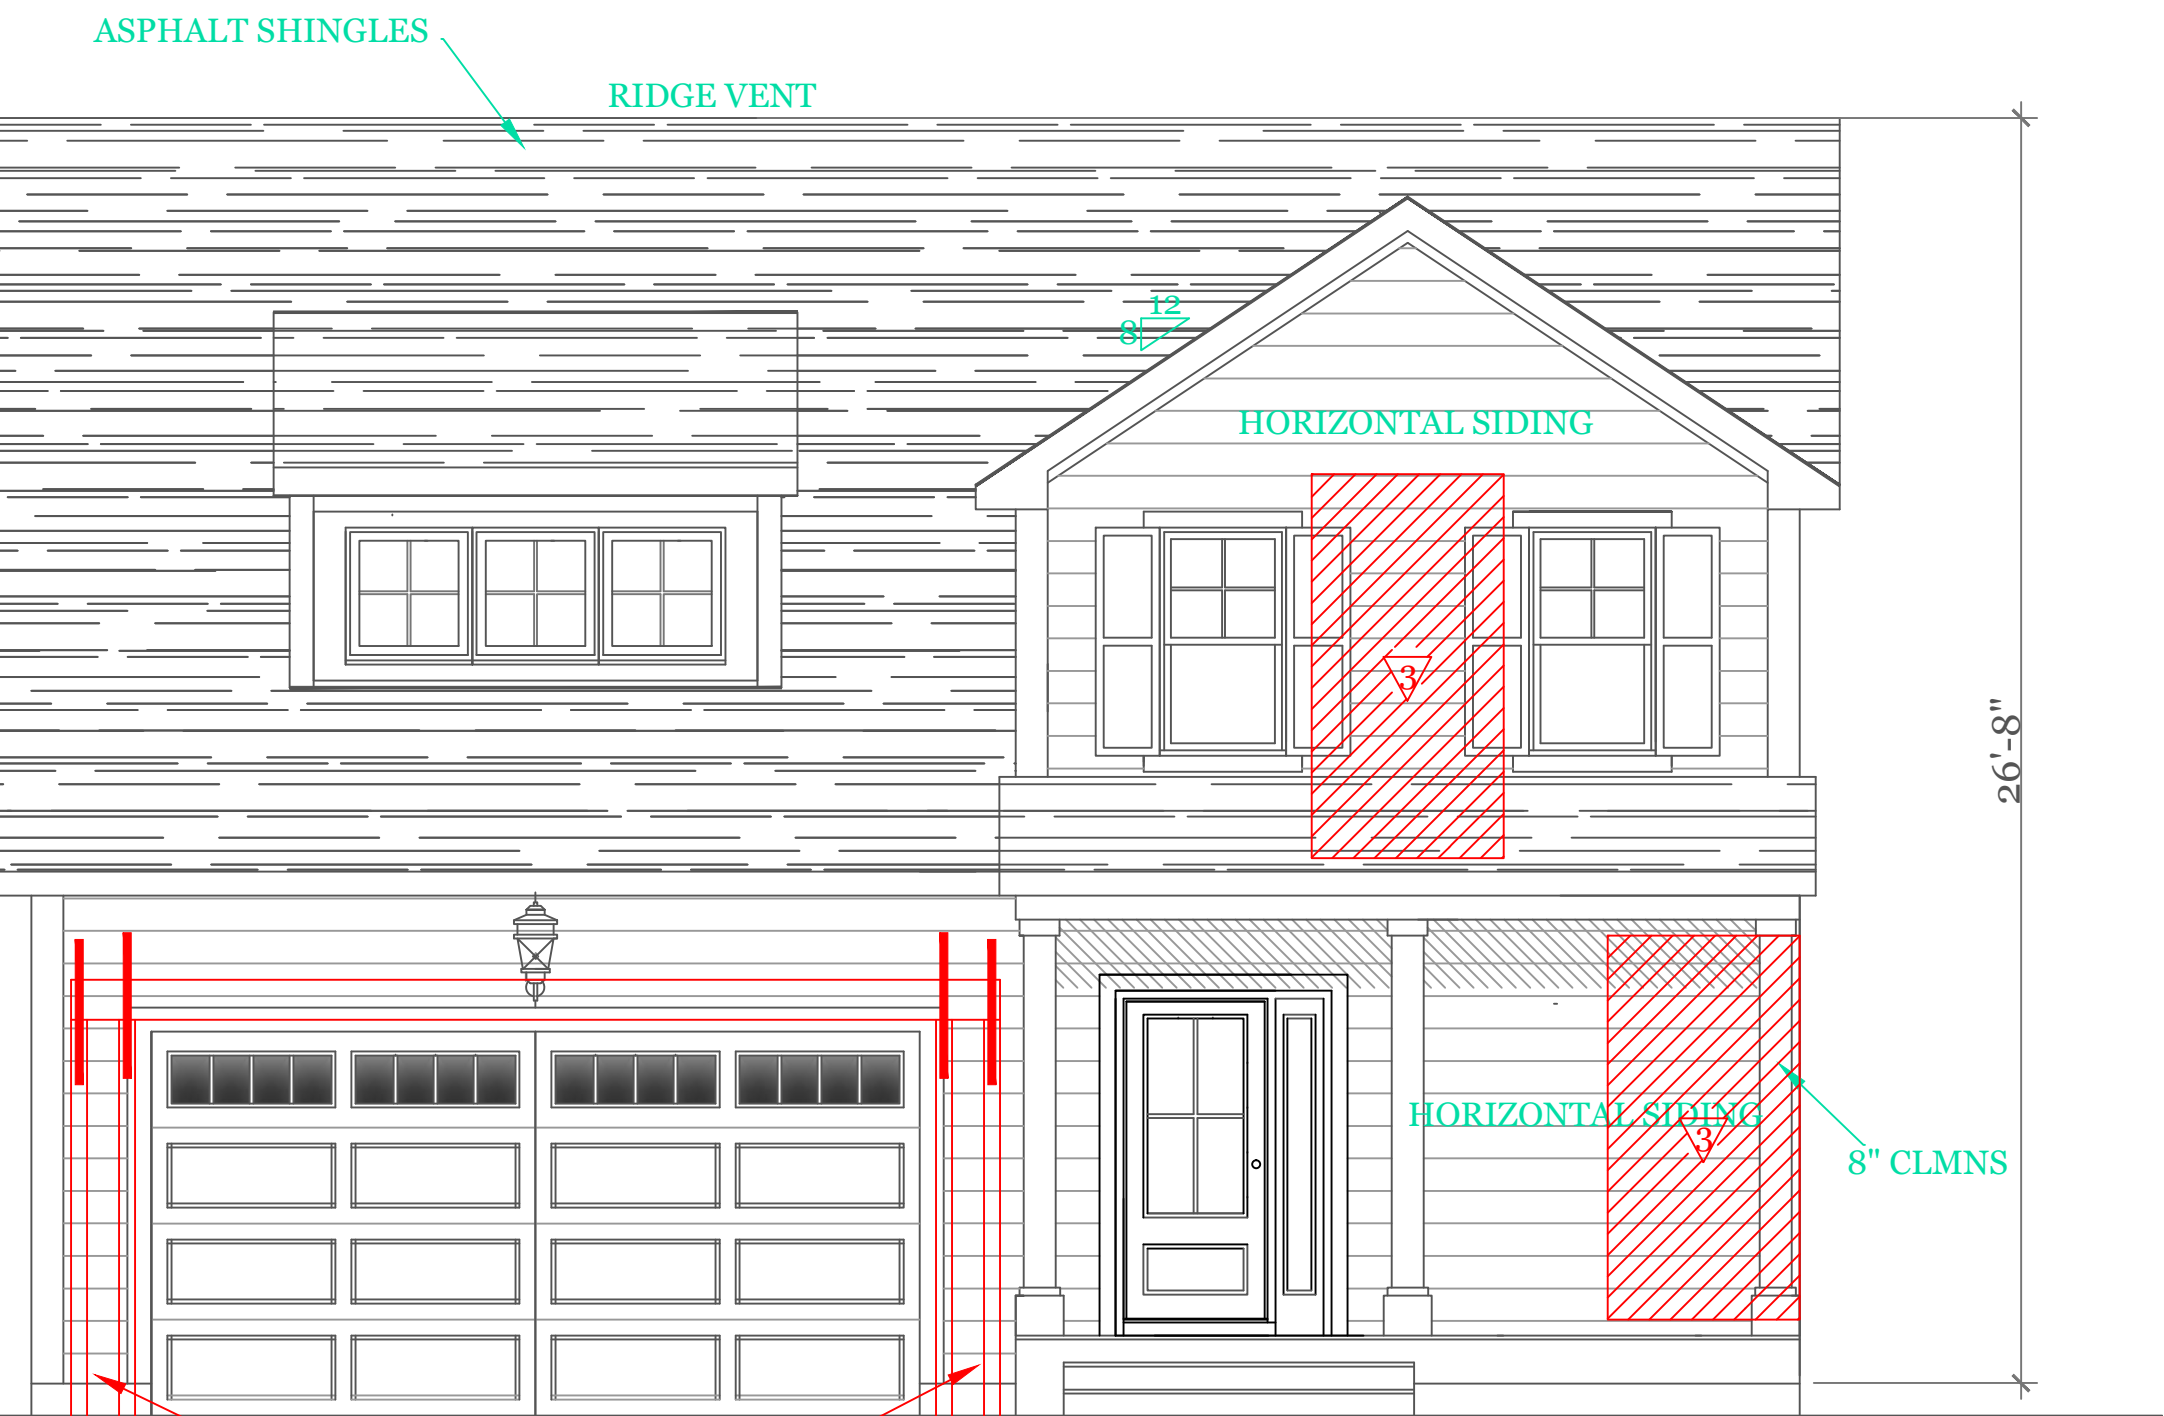 ASPHALT SHINGLES
RIDGE VENT
12
8
HORIZONTAL SIDING
3
26'-8"
HORIZONTAL SIDING
3
8" CLMNS